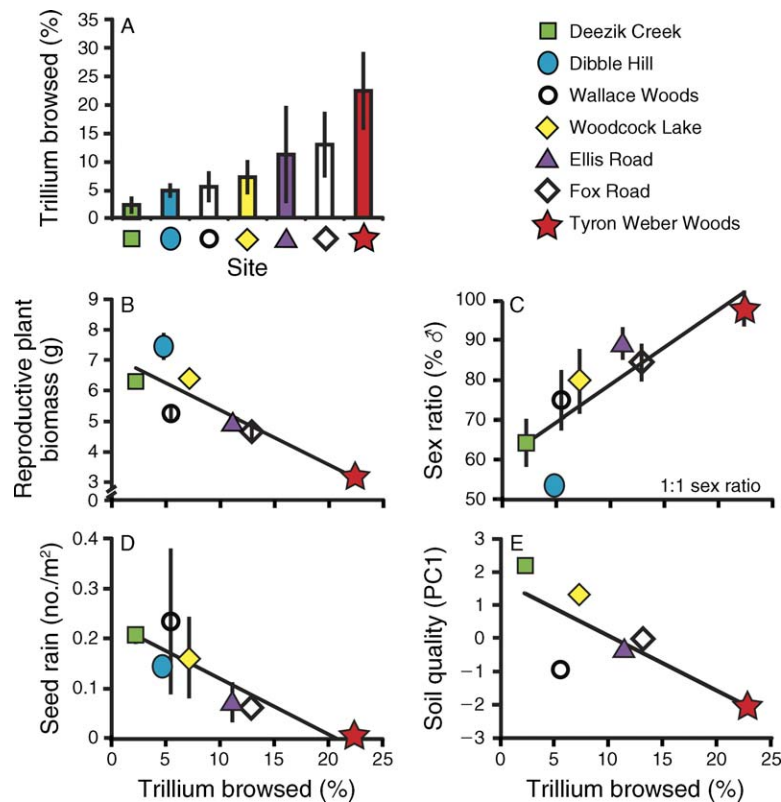 A
Trillium browsed (%)
35
30
25
20
15
10
5
0
Site
Deezik Creek
Dibble Hill
Wallace Woods
Woodcock Lake
Ellis Road
Fox Road
Tyron Weber Woods
B
Reproductive plant
biomass (g)
9
8
7
6
5
4
3
0
C
Sex ratio (% ♂)
100
90
80
70
60
50
1:1 sex ratio
D
Seed rain (no./m²)
0.4
0.3
0.2
0.1
0
0 5 10 15 20 25
Trillium browsed (%)
E
Soil quality (PC1)
3
2
1
0
−1
−2
−3
0 5 10 15 20 25
Trillium browsed (%)